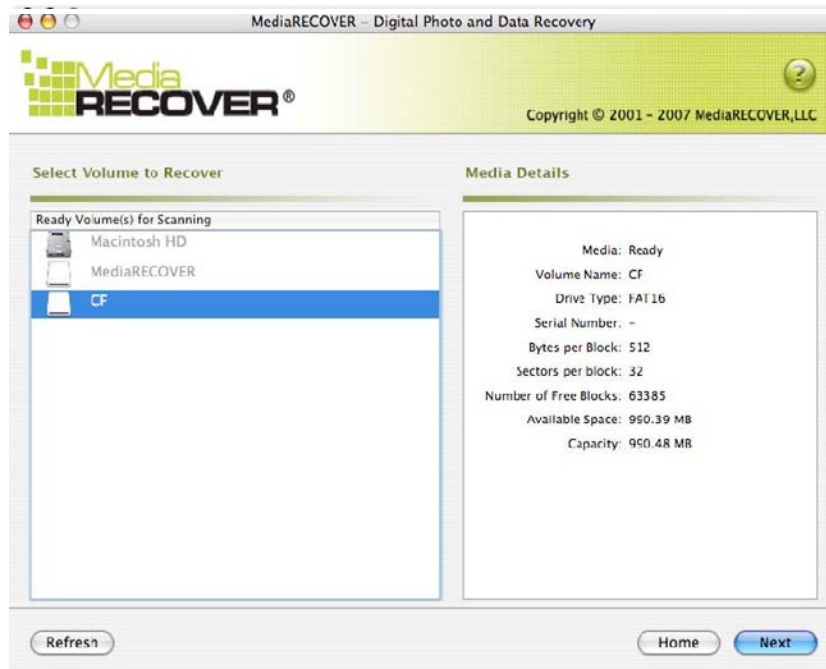 MediaRECOVER – Digital Photo and Data Recovery
Media
RECOVER®
?
Copyright © 2001 – 2007 MediaRECOVER,LLC
Select Volume to Recover
Ready Volume(s) for Scanning
Macintosh HD
MediaRECOVER
CF
Media Details
Media: Ready
Volume Name: CF
Drive Type: FAT16
Serial Number: –
Bytes per Block: 512
Sectors per block: 32
Number of Free Blocks: 63385
Available Space: 990.39 MB
Capacity: 990.48 MB
Refresh
Home
Next